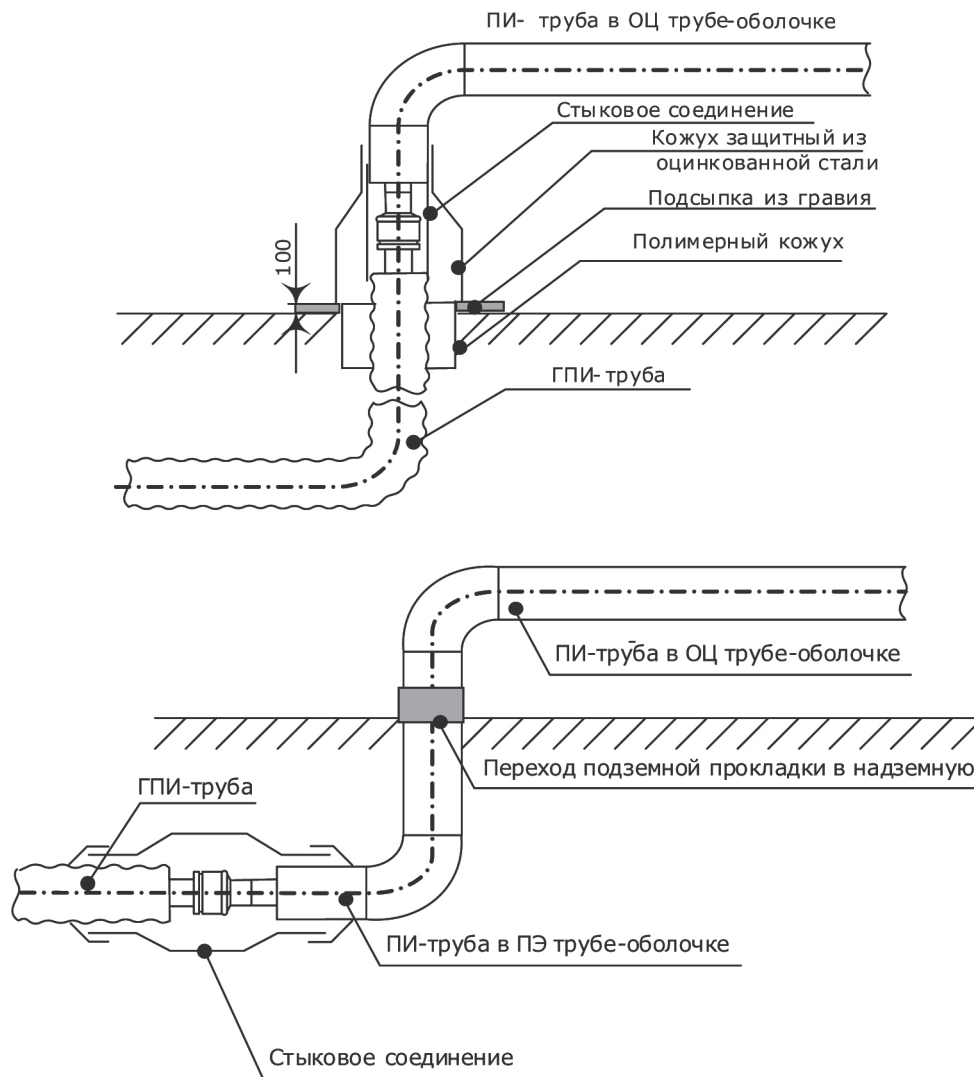 ПИ- труба в ОЦ трубе-оболочке
Стыковое соединение
Кожух защитный из
оцинкованной стали
Подсыпка из гравия
Полимерный кожух
100
ГПИ-труба
ПИ-труба в ОЦ трубе-оболочке
Переход подземной прокладки в надземную
ГПИ-труба
ПИ-труба в ПЭ трубе-оболочке
Стыковое соединение